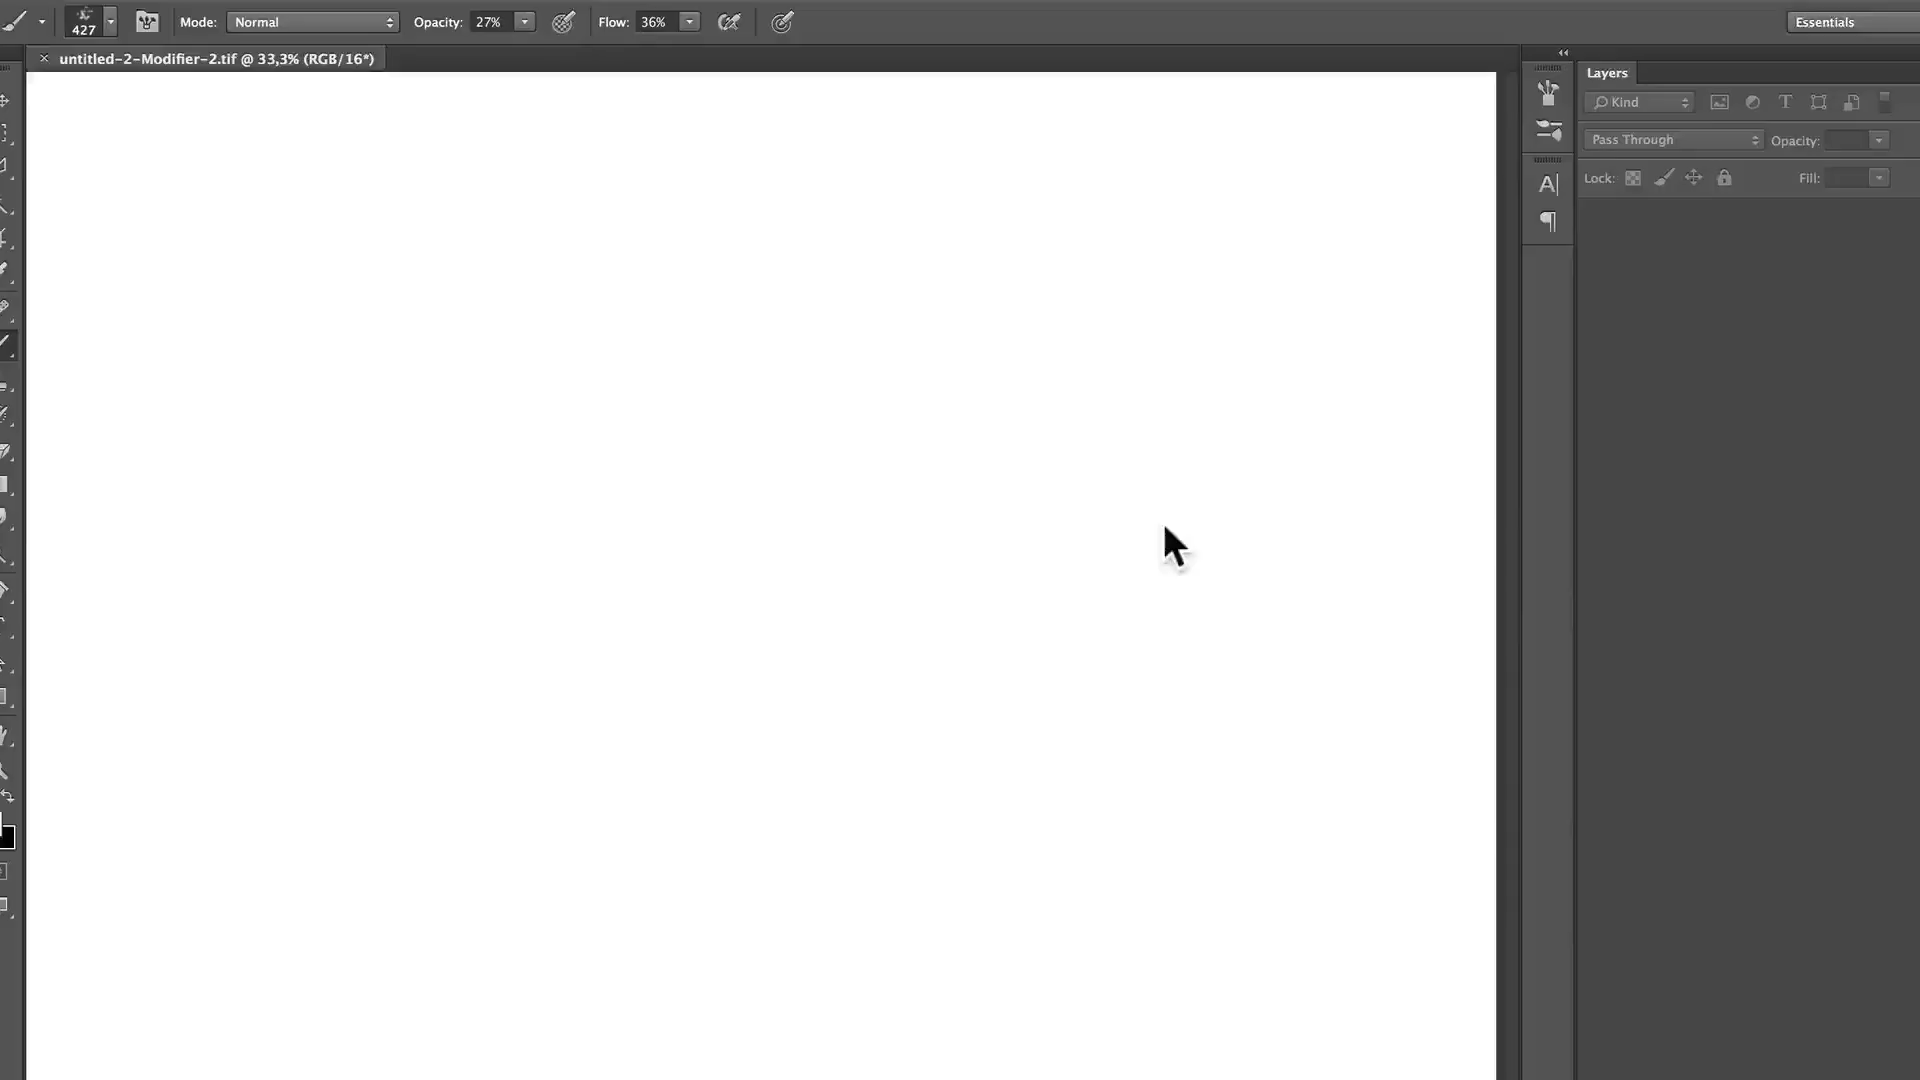 427
Mode: Normal Opacity: 27% Flow: 36% Essentials
untitled-2-Modifier-2.tif @ 33,3% (RGB/16*)
Layers
Kind
Pass Through Opacity:
Lock: Fill: